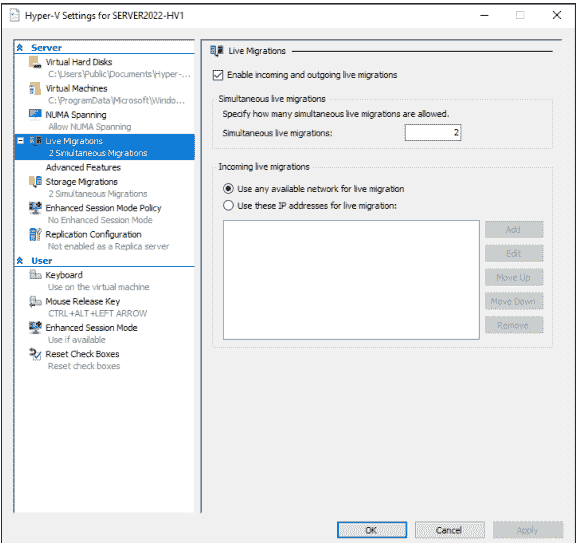 Hyper-V Settings for SERVER2022-HV1
Server
Virtual Hard Disks
C:\Users\Public\Documents\Hyper-...
Virtual Machines
C:\ProgramData\Microsoft\Windo...
NUMA Spanning
Allow NUMA Spanning
Live Migrations
2 Simultaneous Migrations
Advanced Features
Storage Migrations
2 Simultaneous Migrations
Enhanced Session Mode Policy
No Enhanced Session Mode
Replication Configuration
Not enabled as a Replica server
User
Keyboard
Use on the virtual machine
Mouse Release Key
CTRL+ALT+LEFT ARROW
Enhanced Session Mode
Use if available
Reset Check Boxes
Reset check boxes
Live Migrations
Enable incoming and outgoing live migrations
Simultaneous live migrations
Specify how many simultaneous live migrations are allowed.
Simultaneous live migrations: 2
Incoming live migrations
Use any available network for live migration
Use these IP addresses for live migration:
Add
Edit
Move Up
Move Down
Remove
OK Cancel Apply